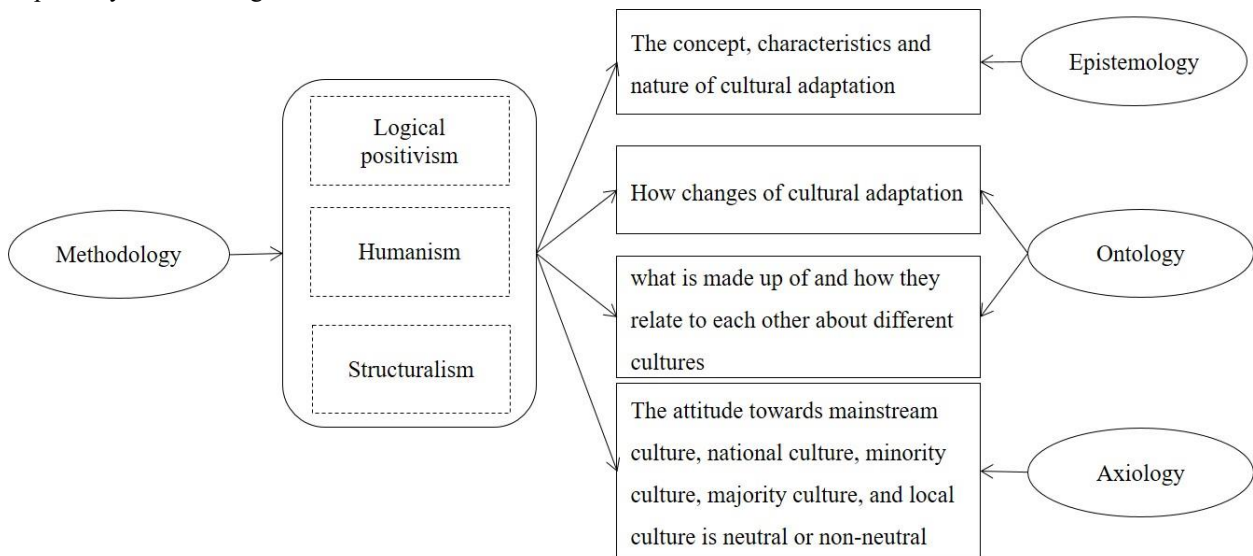 The concept, characteristics and
nature of cultural adaptation
Epistemology
Logical
positivism
How changes of cultural adaptation
Methodology
Humanism
Ontology
what is made up of and how they
relate to each other about different
cultures
Structuralism
The attitude towards mainstream
culture, national culture, minority
culture, majority culture, and local
culture is neutral or non-neutral
Axiology